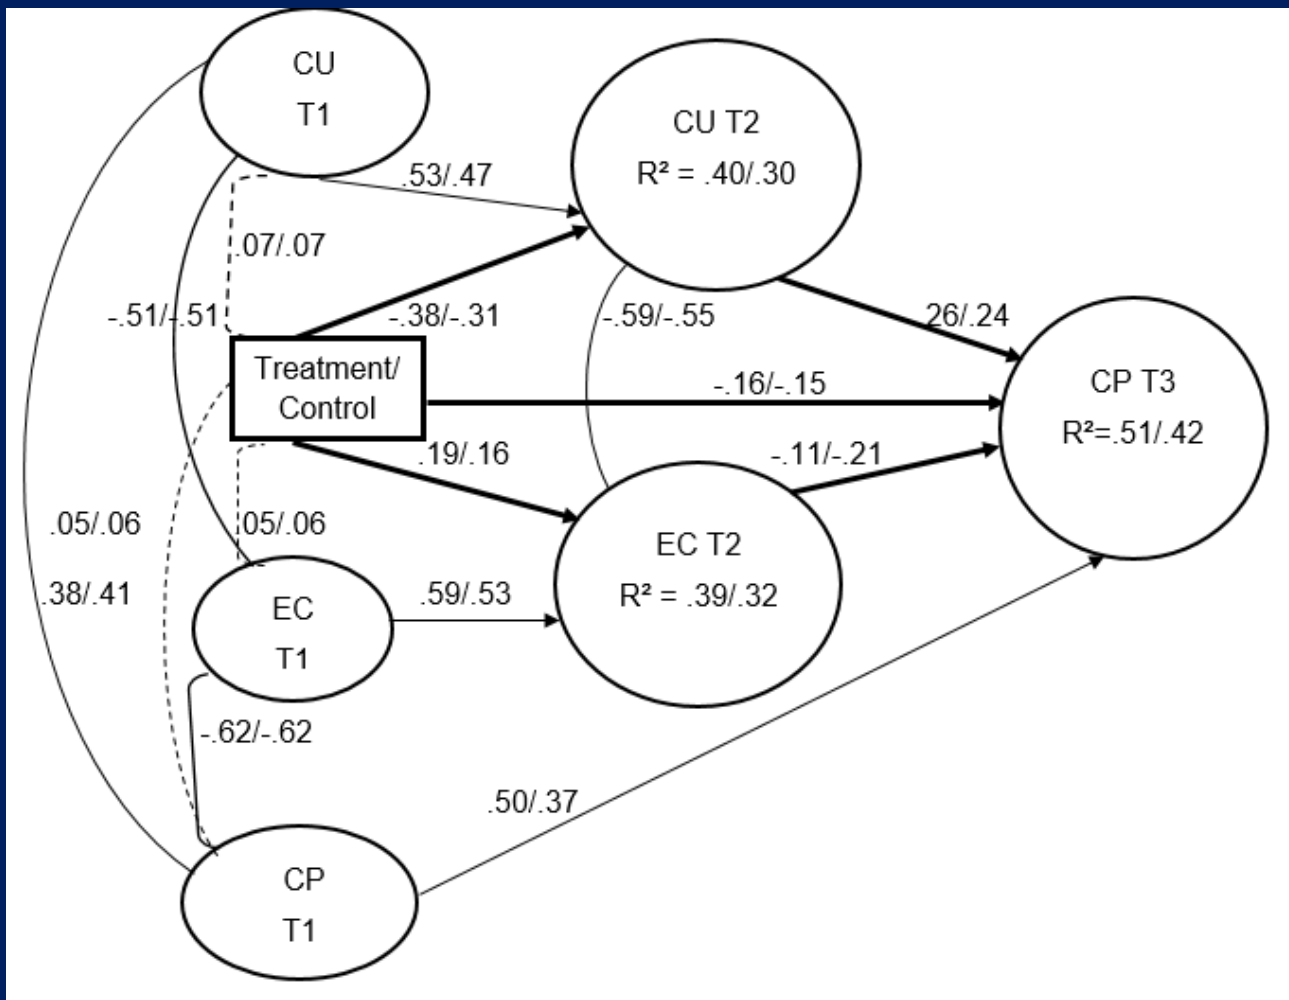 CU
T1
CU T2
R² = .40/.30
.53/.47
.07/.07
-.51/-.51
-.38/-.31
-.59/-.55
26/.24
Treatment/
Control
-.16/-.15
CP T3
R²=.51/.42
.19/.16
-.11/-.21
.05/.06
05/.06
EC T2
R² = .39/.32
.38/.41
EC
T1
.59/.53
-.62/-.62
.50/.37
CP
T1